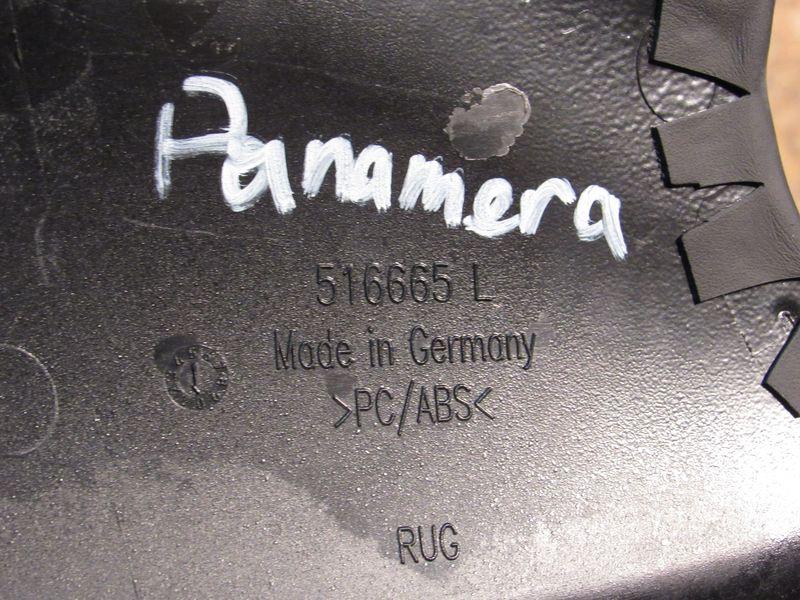 Panamera
516665 L
Made in Germany
>PC/ABS<
RUG